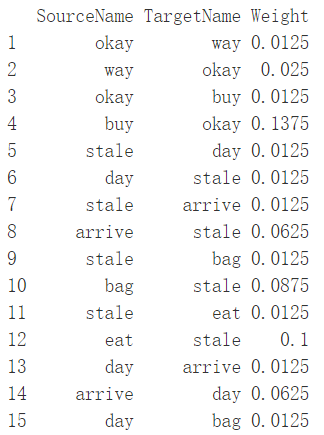 SourceName TargetName Weight
1 okay way 0.0125
2 way okay 0.025
3 okay buy 0.0125
4 buy okay 0.1375
5 stale day 0.0125
6 day stale 0.0125
7 stale arrive 0.0125
8 arrive stale 0.0625
9 stale bag 0.0125
10 bag stale 0.0875
11 stale eat 0.0125
12 eat stale 0.1
13 day arrive 0.0125
14 arrive day 0.0625
15 day bag 0.0125